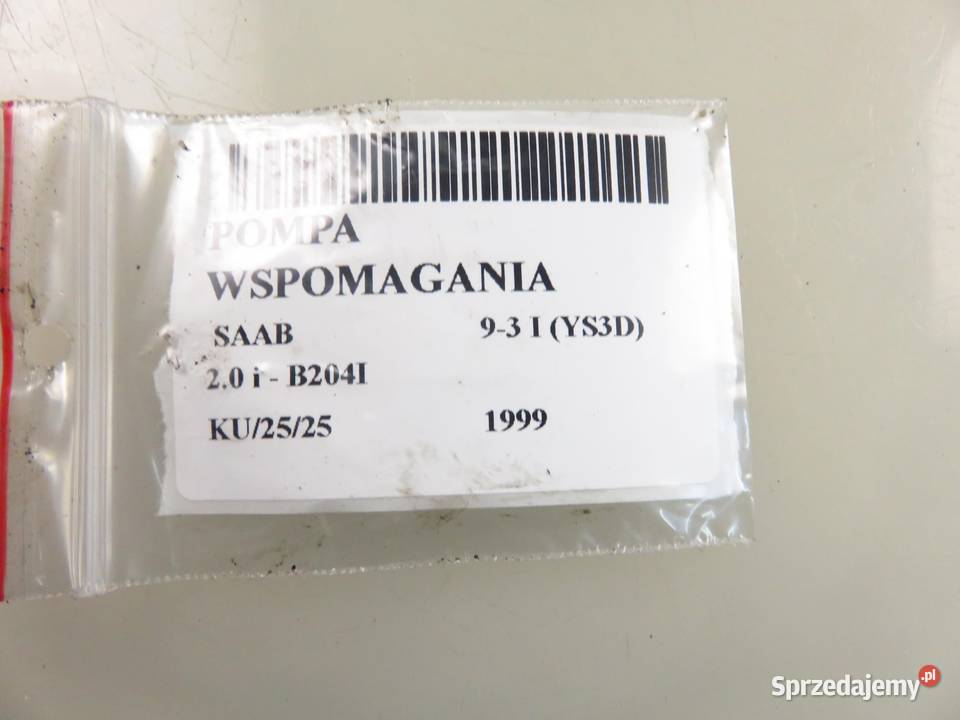 POMPA
WSPOMAGANIA
SAAB 9-3 I (YS3D)
2.0 i - B204I
KU/25/25 1999
Sprzedajemy.pl